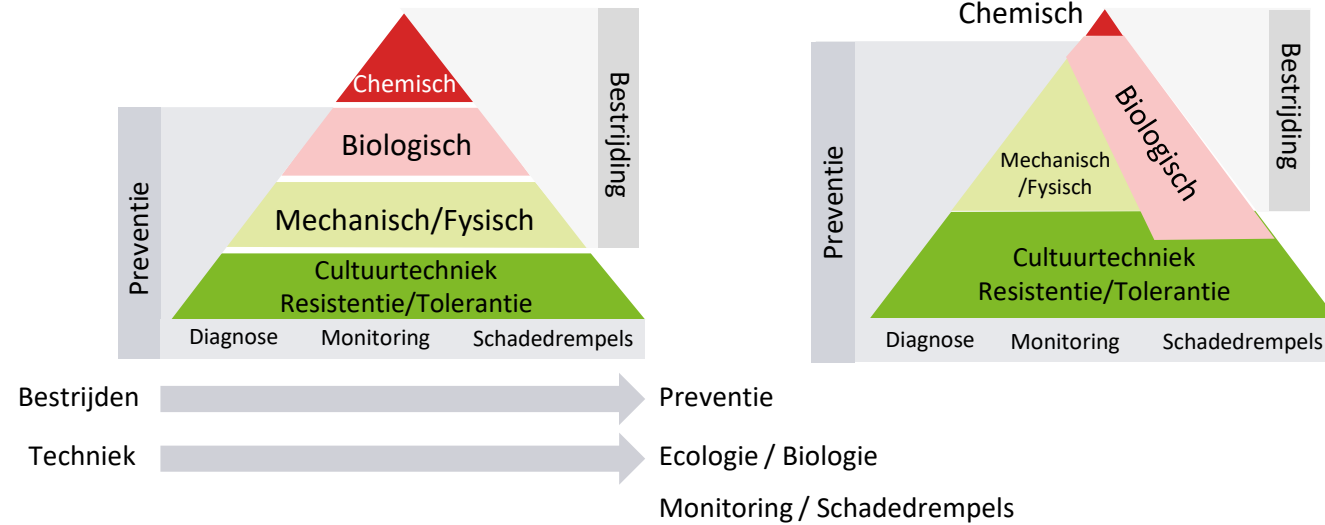 Chemisch
Biologisch
Mechanisch/Fysisch
Cultuurtechniek
Resistentie/Tolerantie
Preventie
Bestrijding
Diagnose Monitoring Schadedrempels
Chemisch
Biologisch
Mechanisch
/Fysisch
Cultuurtechniek
Resistentie/Tolerantie
Preventie
Bestrijding
Diagnose Monitoring Schadedrempels
Bestrijden Preventie
Techniek Ecologie / Biologie
Monitoring / Schadedrempels